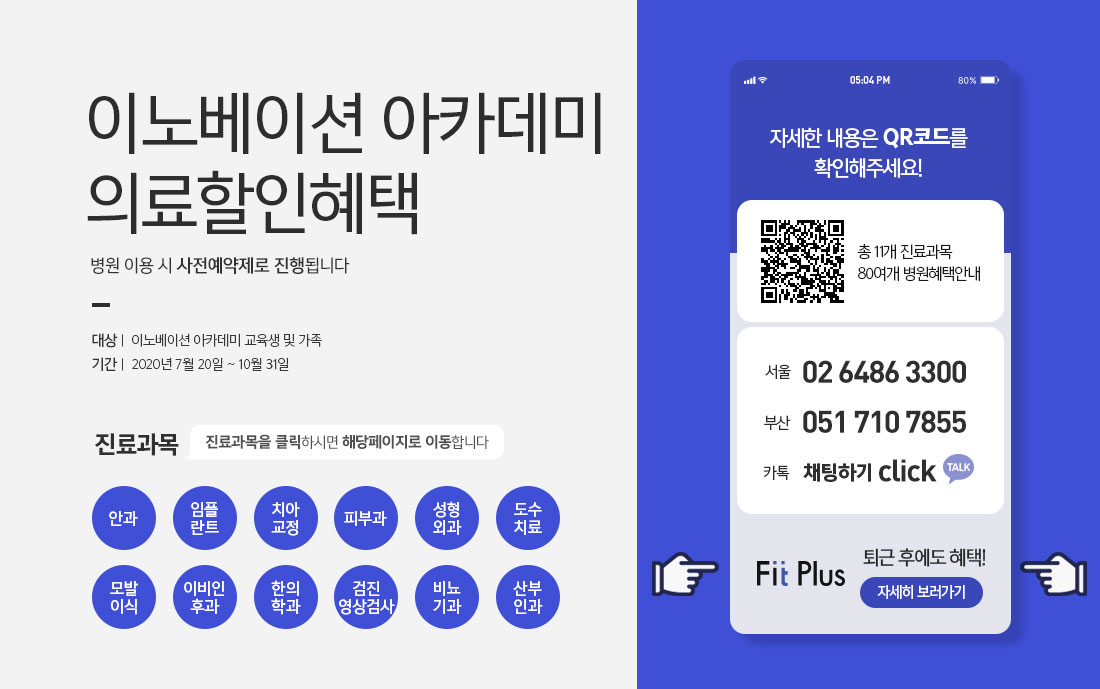 이노베이션 아카데미
의료할인혜택
병원 이용 시 사전예약제로 진행됩니다
대상 | 이노베이션 아카데미 교육생 및 가족
기간 | 2020년 7월 20일 ~ 10월 31일
진료과목
진료과목을 클릭하시면 해당페이지로 이동합니다
안과
임플
란트
치아
교정
피부과
성형
외과
도수
치료
모발
이식
이비인
후과
한의
학과
검진
영상검사
비뇨
기과
산부
인과
05:04 PM
80%
자세한 내용은 QR코드를
확인해주세요!
총 11개 진료과목
80여개 병원혜택안내
서울 02 6486 3300
부산 051 710 7855
카톡 채팅하기 click TALK
Fit Plus
퇴근 후에도 혜택!
자세히 보러가기